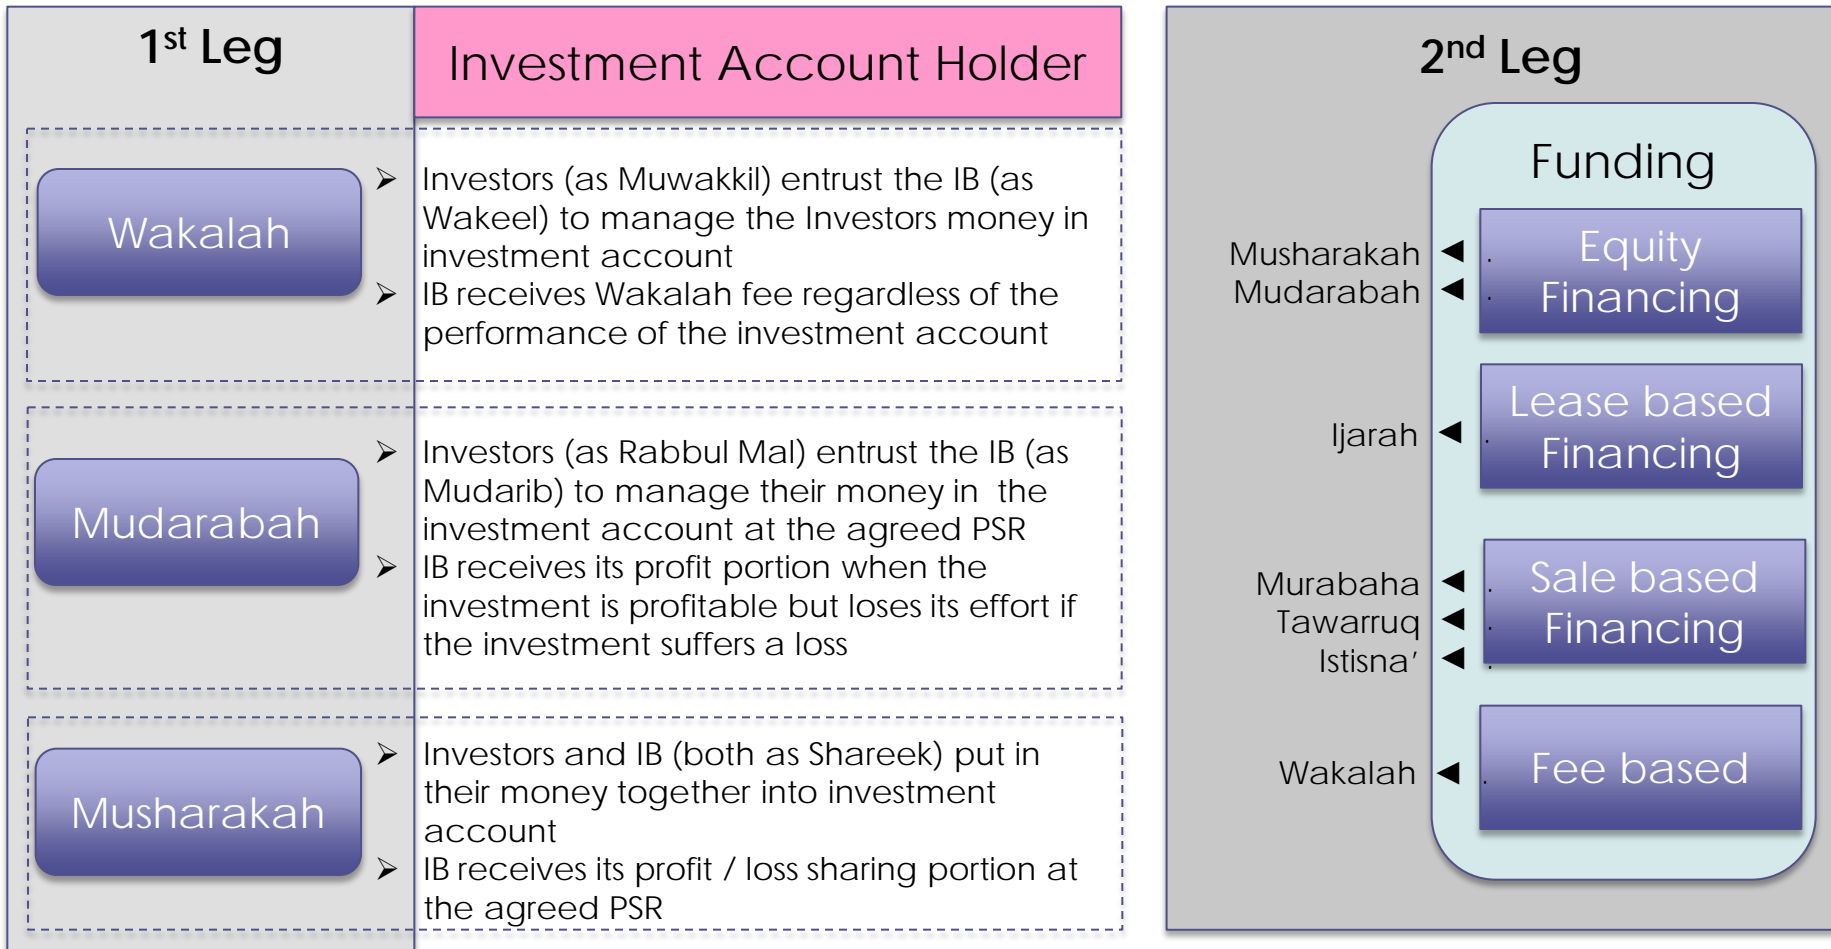 1st Leg
Investment Account Holder
Wakalah
➢ Investors (as Muwakkil) entrust the IB (as
Wakeel) to manage the Investors money in
investment account
➢ IB receives Wakalah fee regardless of the
performance of the investment account
Mudarabah
➢ Investors (as Rabbul Mal) entrust the IB (as
Mudarib) to manage their money in the
investment account at the agreed PSR
➢ IB receives its profit portion when the
investment is profitable but loses its effort if
the investment suffers a loss
Musharakah
➢ Investors and IB (both as Shareek) put in
their money together into investment
account
➢ IB receives its profit / loss sharing portion at
the agreed PSR
2nd Leg
Funding
Musharakah
Mudarabah
Equity
Financing
Ijarah
Lease based
Financing
Murabaha
Tawarruq
Istisna’
Sale based
Financing
Wakalah
Fee based